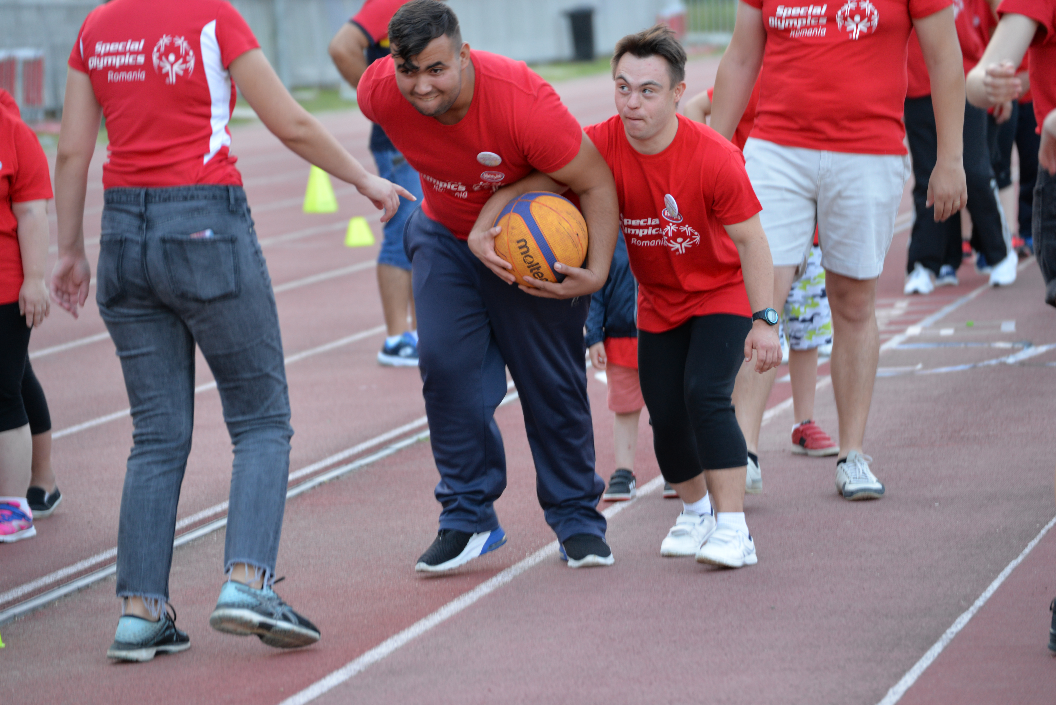 Special
Olympics
Romania
Special
Olympics
Romania
molten
Special
Olympics
Romania